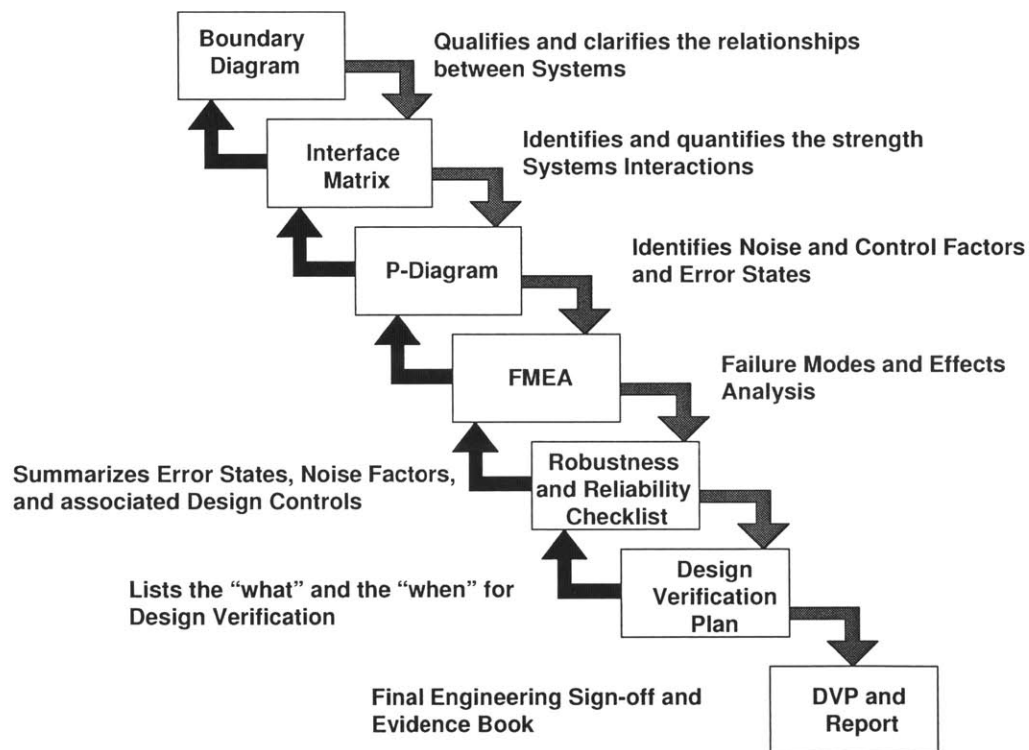 Boundary
Diagram
Qualifies and clarifies the relationships
between Systems
Interface
Matrix
Identifies and quantifies the strength
Systems Interactions
P-Diagram
Identifies Noise and Control Factors
and Error States
FMEA
Failure Modes and Effects
Analysis
Robustness
and Reliability
Checklist
Summarizes Error States, Noise Factors,
and associated Design Controls
Design
Verification
Plan
Lists the “what” and the “when” for
Design Verification
DVP and
Report
Final Engineering Sign-off and
Evidence Book